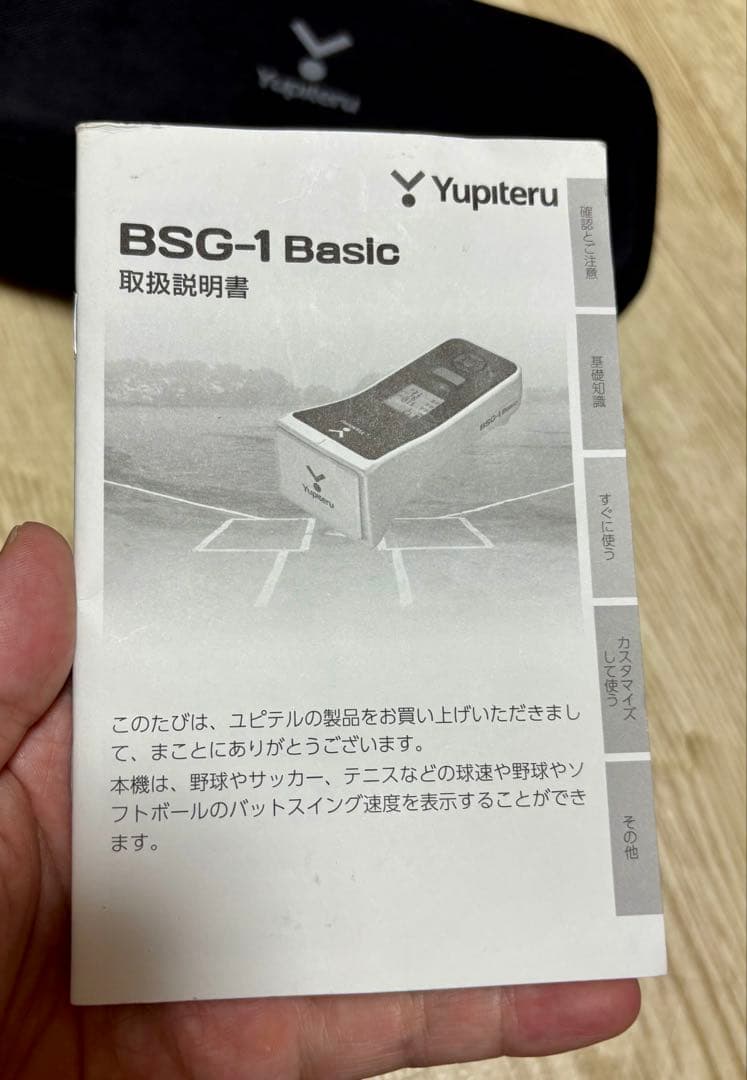 Yupiteru
Yupiteru
BSG-1 Basic
取扱説明書
BSG-1 Basic
Yupiteru
このたびは、ユピテルの製品をお買い上げいただきまし
て、まことにありがとうございます。
本機は、野球やサッカー、テニスなどの球速や野球やソ
フトボールのバットスイング速度を表示することができ
ます。
確認とご注意
基礎知識
すぐに使う
カスタマイズ
して使う
その他